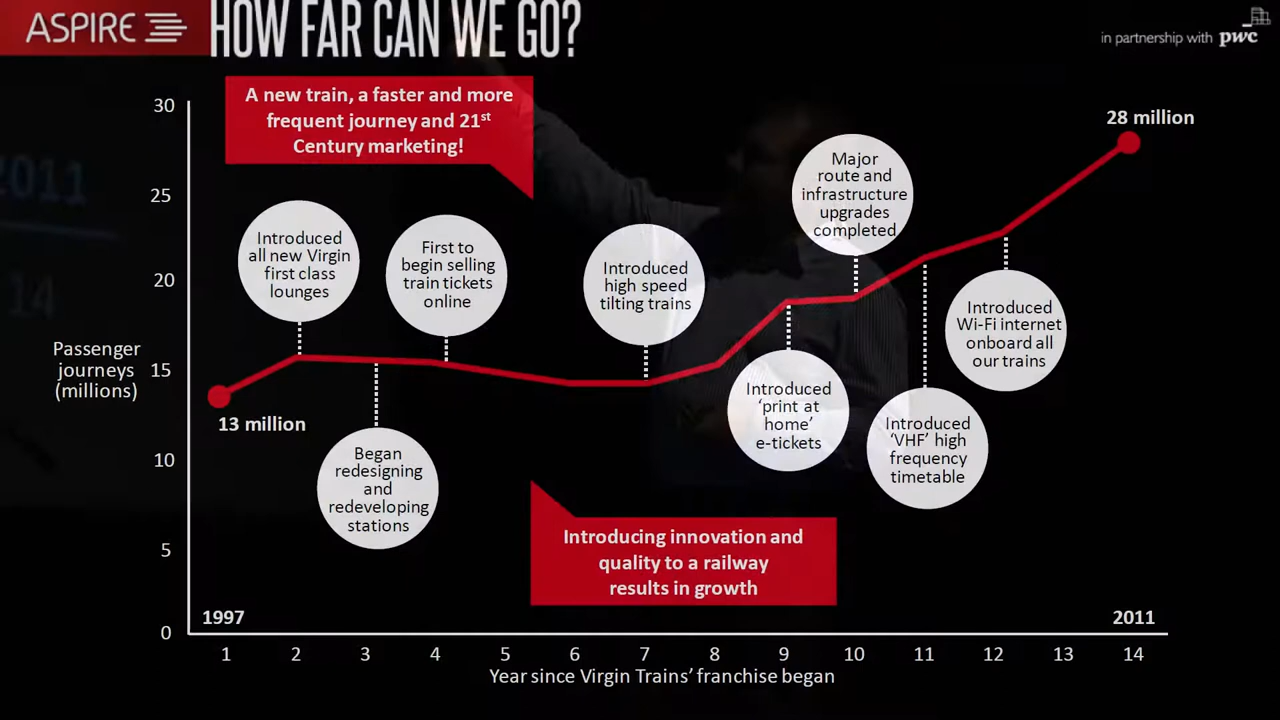 ASPIRE
HOW FAR CAN WE GO?
in partnership with pwc
A new train, a faster and more
frequent journey and 21st
Century marketing!
30
25
20
15
10
5
0
Passenger
journeys
(millions)
13 million
28 million
Introduced
all new Virgin
first class
lounges
Began
redesigning
and
redeveloping
stations
First to
begin selling
train tickets
online
Introduced
high speed
tilting trains
Introduced
‘print at
home’
e-tickets
Major
route and
infrastructure
upgrades
completed
Introduced
‘VHF’ high
frequency
timetable
Introduced
Wi-Fi internet
onboard all
our trains
Introducing innovation and
quality to a railway
results in growth
1997
2011
1 2 3 4 5 6 7 8 9 10 11 12 13 14
Year since Virgin Trains’ franchise began
2011
14